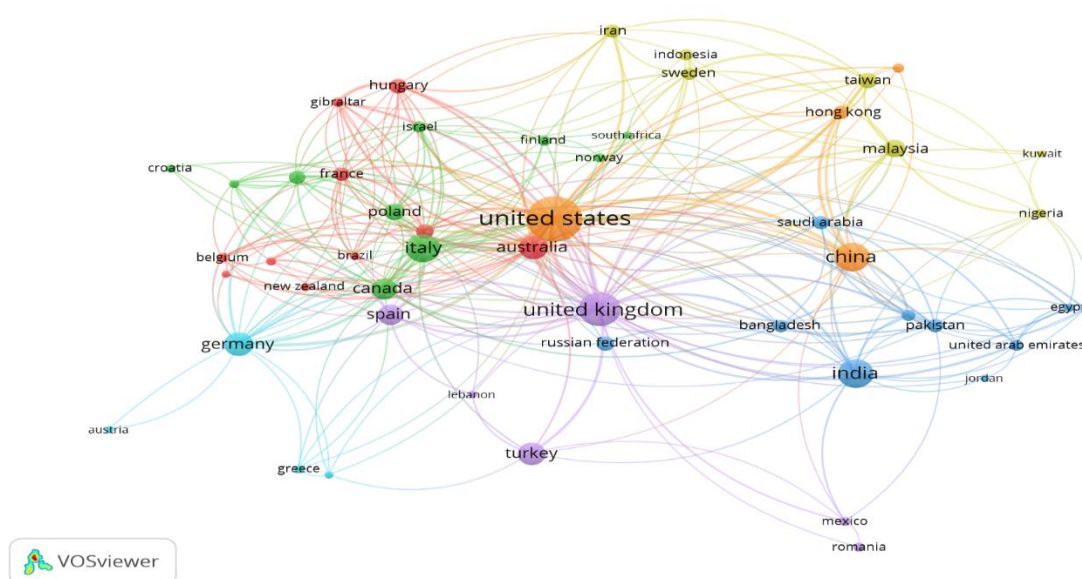 iran
indonesia
sweden
taiwan
hungary
gibraltar
hong kong
israel
finland
south africa
malaysia
kuwait
norway
croatia
france
poland
united states
saudi arabia
nigeria
italy
australia
belgium
brazil
china
new zealand
canada
spain
united kingdom
egypt
bangladesh
pakistan
germany
russian federation
united arab emirates
india
jordan
lebanon
austria
turkey
greece
mexico
romania
VOSviewer